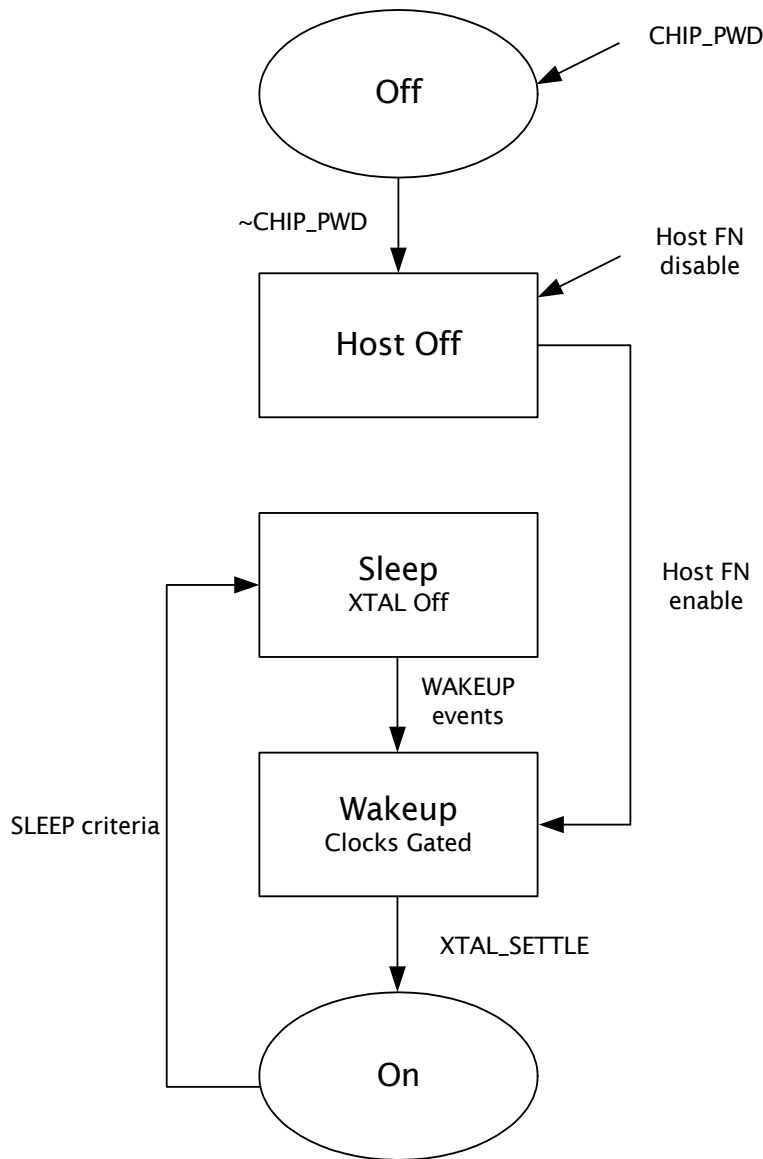 CHIP_PWD
Off
~CHIP_PWD
Host FN
disable
Host Off
Sleep
XTAL Off
Host FN
enable
WAKEUP
events
Wakeup
Clocks Gated
SLEEP criteria
XTAL_SETTLE
On